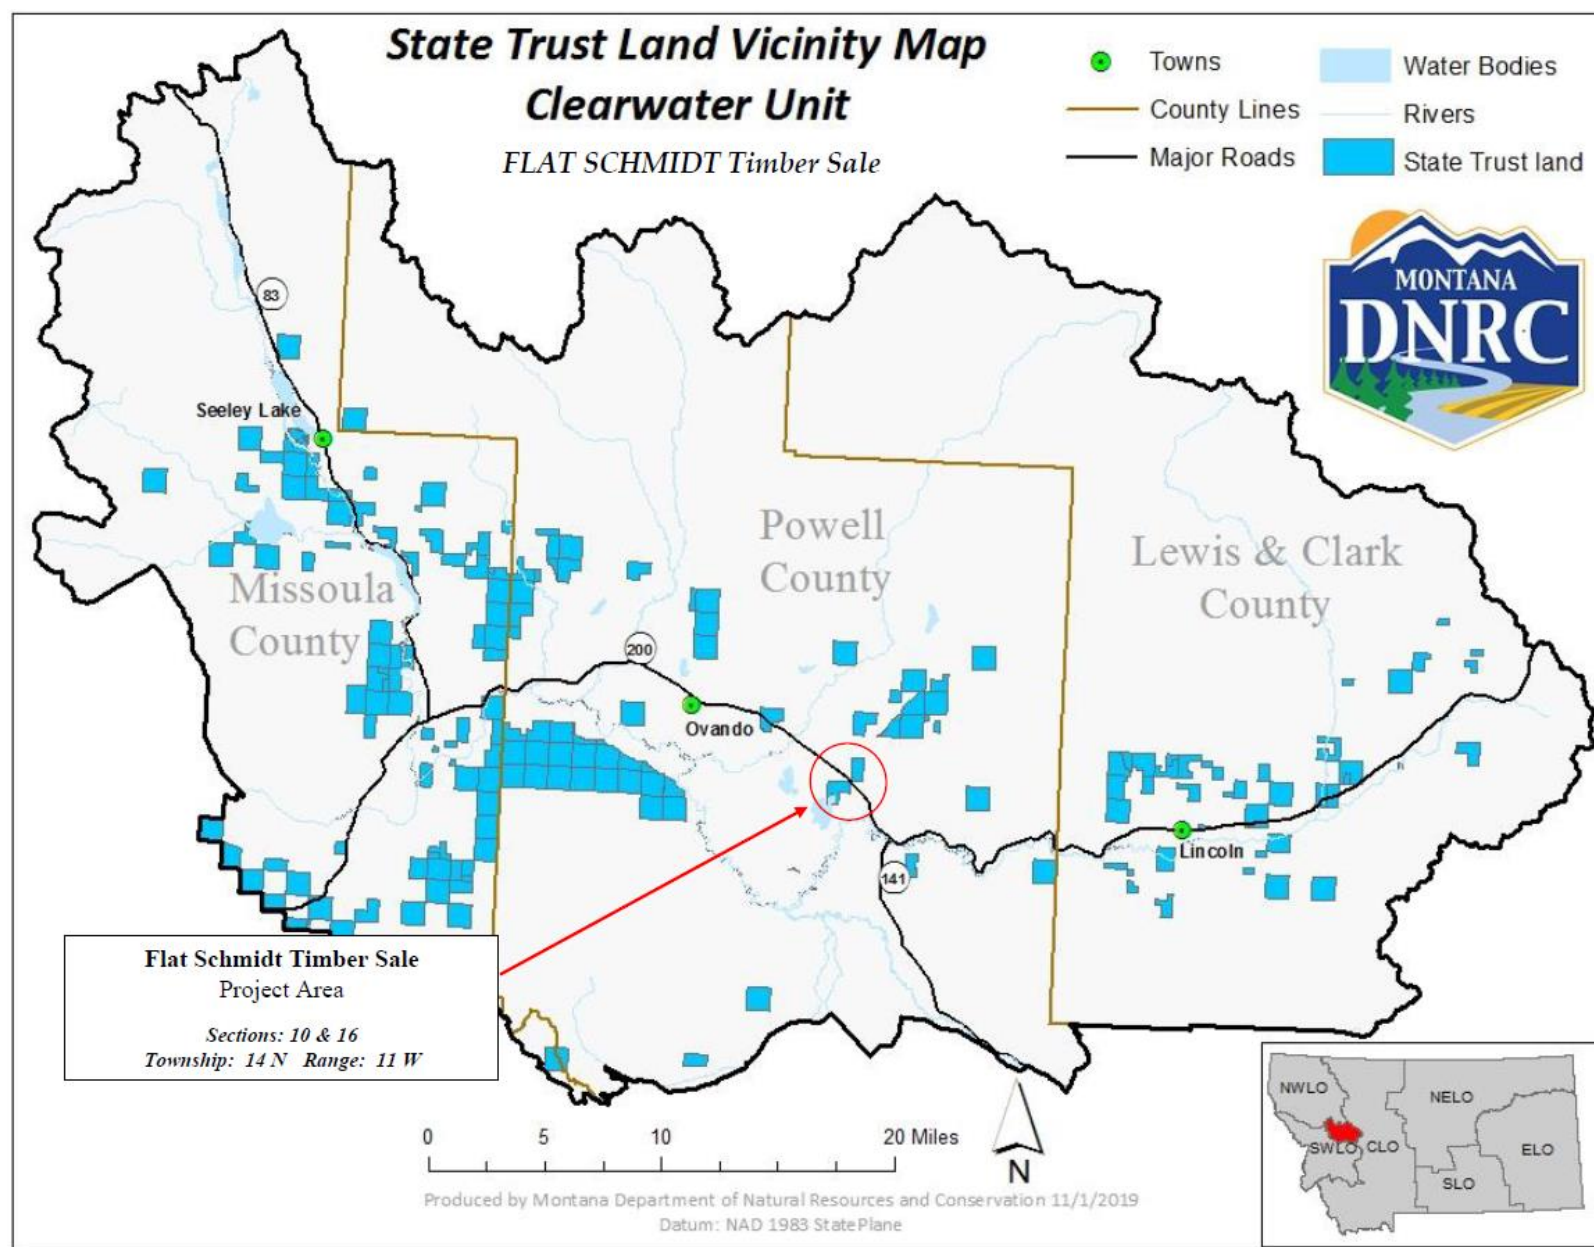 State Trust Land Vicinity Map
Clearwater Unit
FLAT SCHMIDT Timber Sale
Towns
County Lines
Major Roads
Water Bodies
Rivers
State Trust land
MONTANA
DNRC
83
Seeley Lake
Powell
County
Lewis & Clark
County
Missoula
County
200
Ovando
Lincoln
141
Flat Schmidt Timber Sale
Project Area
Sections: 10 & 16
Township: 14 N Range: 11 W
0 5 10 20 Miles
N
NWLO
NELO
SWLO
CLO
ELO
SLO
Produced by Montana Department of Natural Resources and Conservation 11/1/2019
Datum: NAD 1983 StatePlane